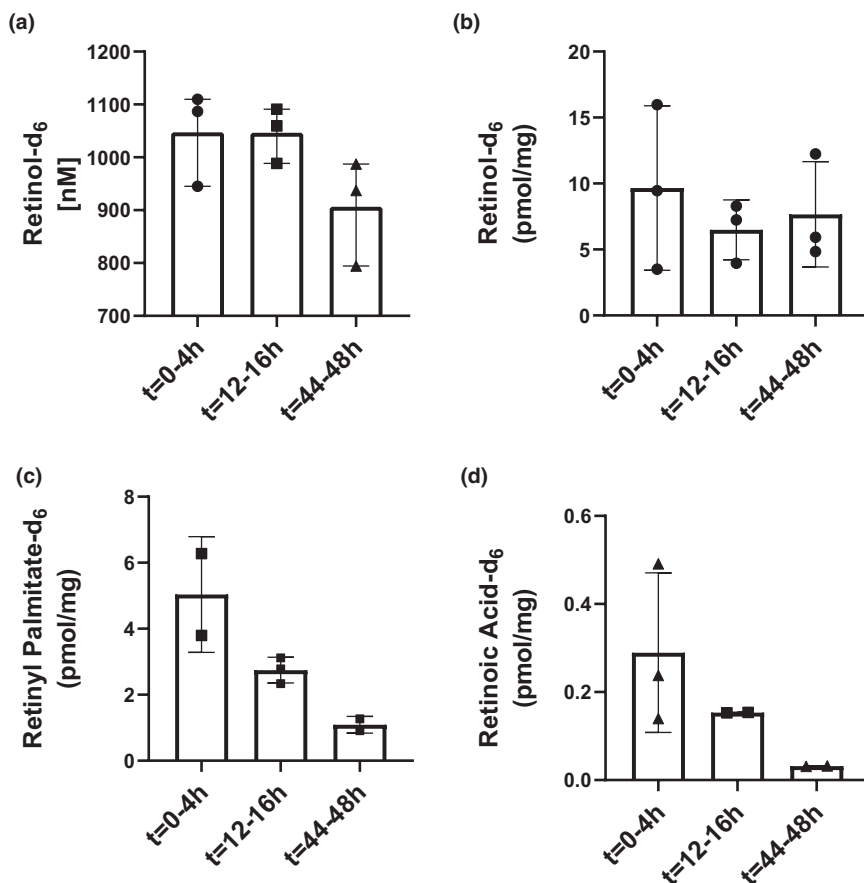 (a)
Retinol-d6
[nM]
1200
1100
1000
900
800
700
t=0-4h
t=12-16h
t=44-48h
(b)
Retinol-d6
(pmol/mg)
20
15
10
5
0
t=0-4h
t=12-16h
t=44-48h
(c)
Retinyl Palmitate-d6
(pmol/mg)
8
6
4
2
0
t=0-4h
t=12-16h
t=44-48h
(d)
Retinoic Acid-d6
(pmol/mg)
0.6
0.4
0.2
0.0
t=0-4h
t=12-16h
t=44-48h